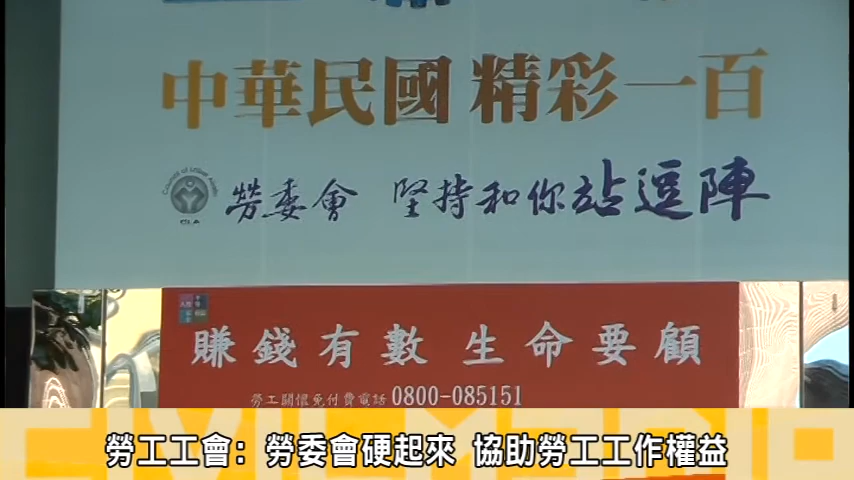 中華民國 精彩一百
勞委會 堅持和你站逗陣
賺錢有數 生命要顧
勞工關懷免付費電話 0800-085151
勞工工會：勞委會硬起來 協助勞工工作權益